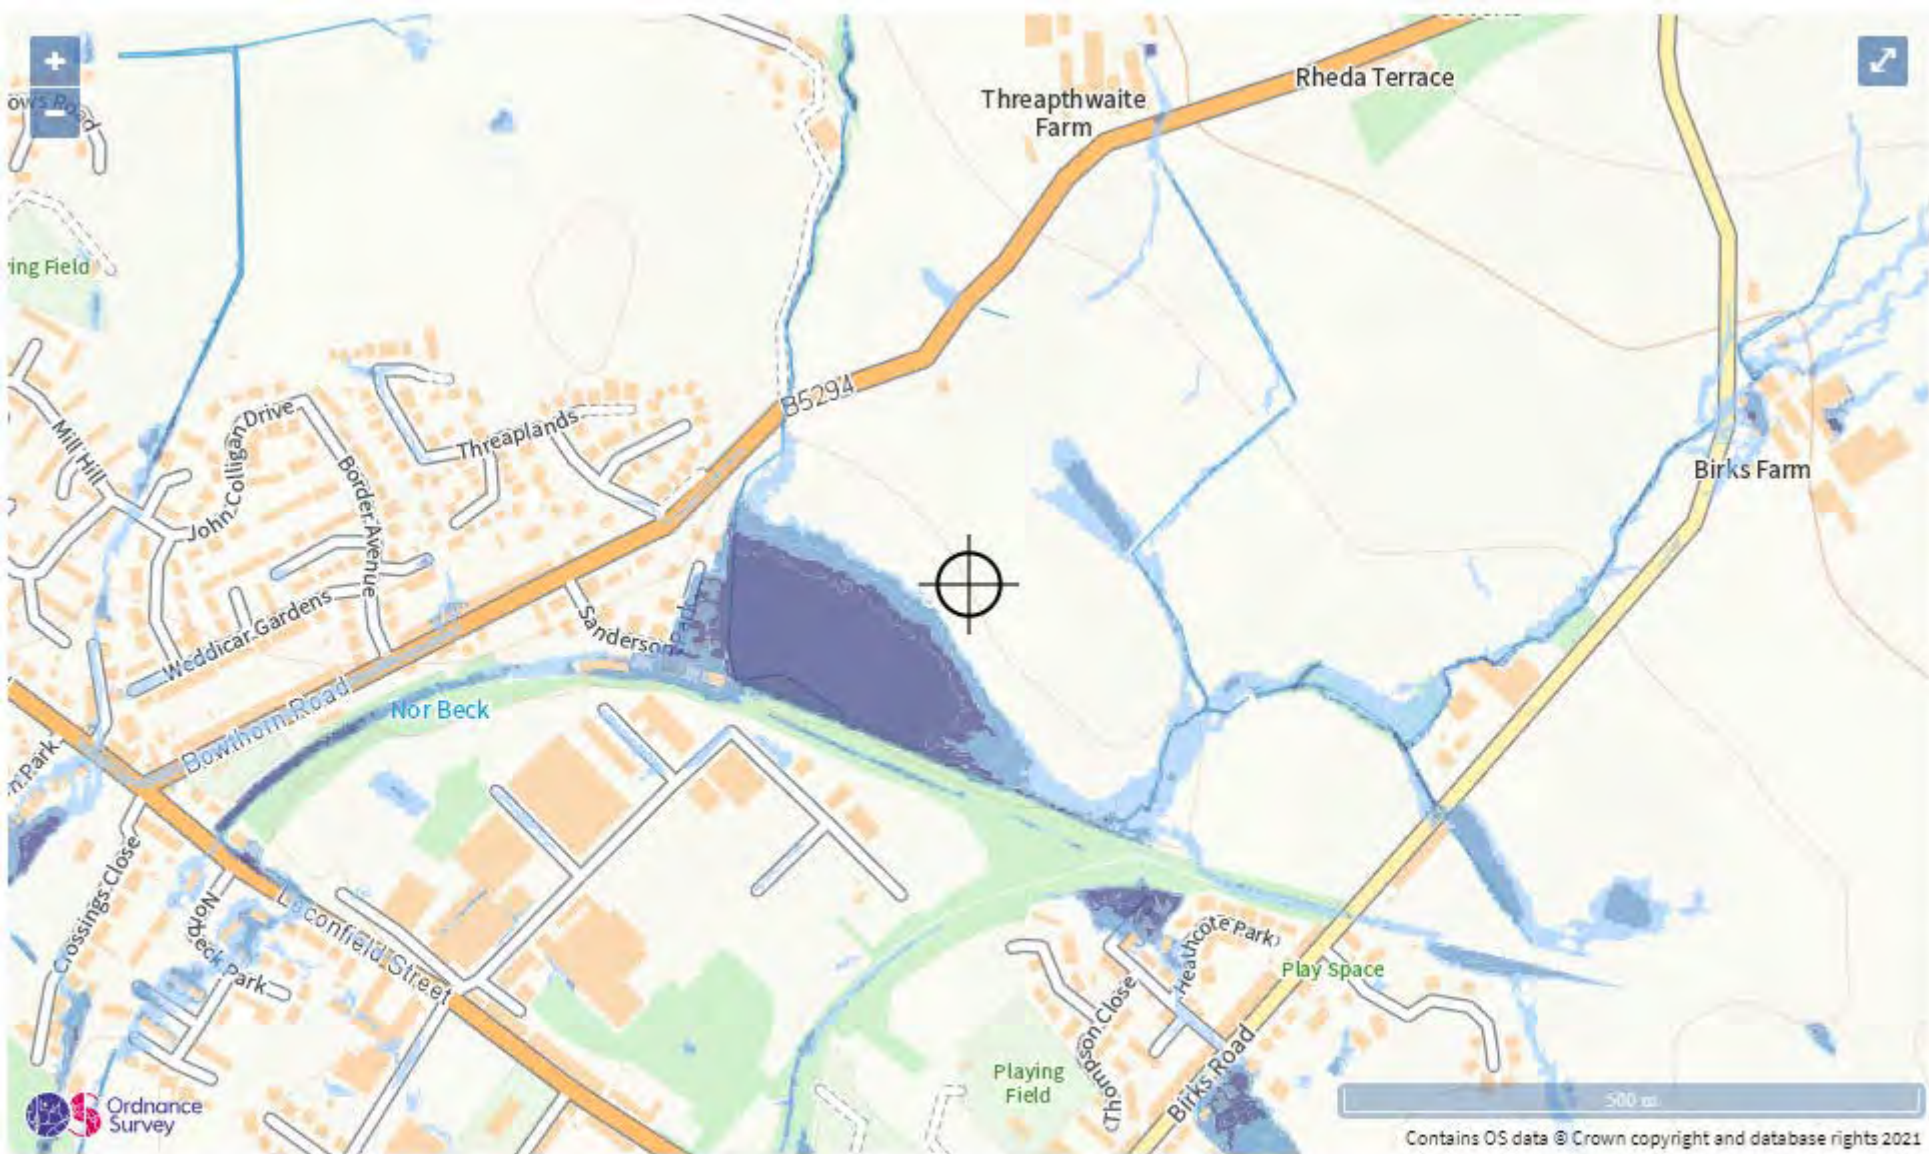 +
−
Rheda Terrace
Threapthwaite
Farm
B5294
Threaplands
John Colligan Drive
Border Avenue
Mill Hill
Birks Farm
Weddicar Gardens
Sanderson
Park
Nor Beck
Bowthorn Road
Crossings Close
Leconfield Street
Heathcote Park
Play Space
Thompson Close
Playing
Field
Birks Road
500 m
Ordnance
Survey
Contains OS data © Crown copyright and database rights 2021